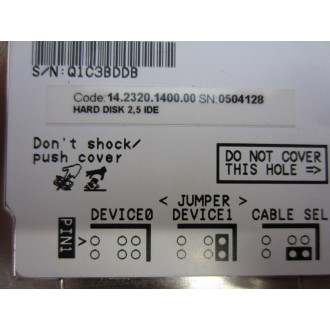 S/N:Q1C3BDDB
Code:14.2320.1400.00 SN:0504128
HARD DISK 2,5 IDE
Don't shock/
push cover
DO NOT COVER
THIS HOLE =>
< JUMPER >
DEVICE0 DEVICE1 CABLE SEL
PIN1